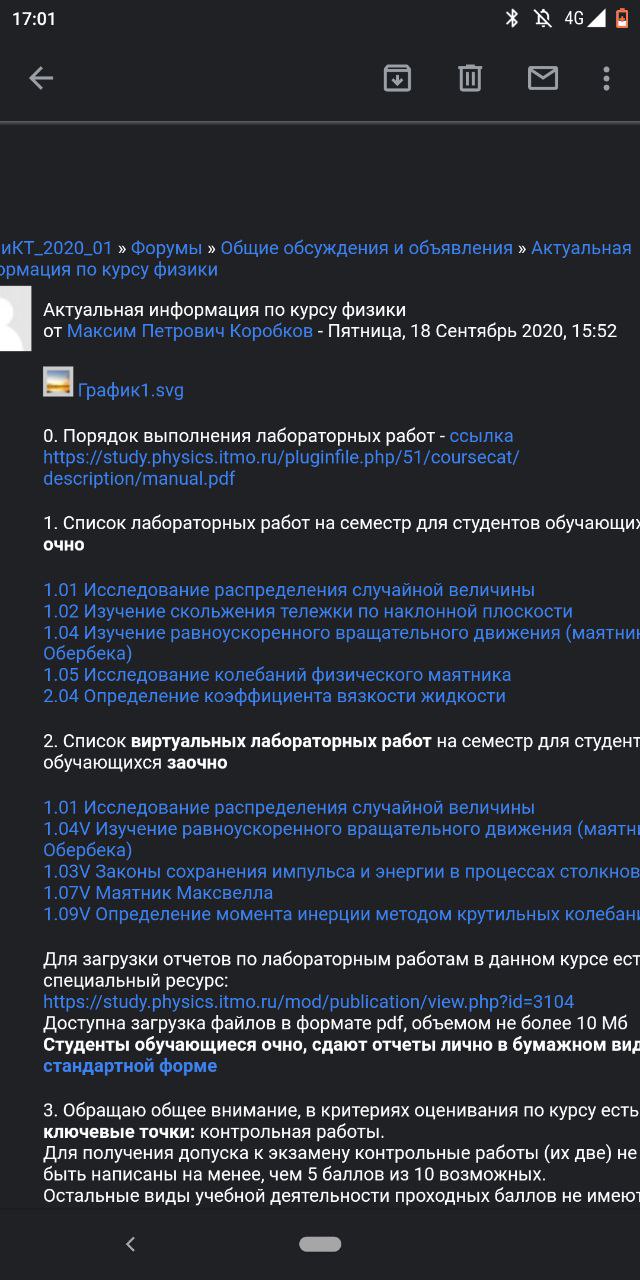 17:01
4G
иКТ_2020_01 » Форумы » Общие обсуждения и объявления » Актуальная
ормация по курсу физики
Актуальная информация по курсу физики
от Максим Петрович Коробков - Пятница, 18 Сентябрь 2020, 15:52
График1.svg
0. Порядок выполнения лабораторных работ - ссылка
https://study.physics.itmo.ru/pluginfile.php/51/coursecat/
description/manual.pdf
1. Список лабораторных работ на семестр для студентов обучающих
очно
1.01 Исследование распределения случайной величины
1.02 Изучение скольжения тележки по наклонной плоскости
1.04 Изучение равноускоренного вращательного движения (маятник
Обербека)
1.05 Исследование колебаний физического маятника
2.04 Определение коэффициента вязкости жидкости
2. Список виртуальных лабораторных работ на семестр для студент
обучающихся заочно
1.01 Исследование распределения случайной величины
1.04V Изучение равноускоренного вращательного движения (маятни
Обербека)
1.03V Законы сохранения импульса и энергии в процессах столкнов
1.07V Маятник Максвелла
1.09V Определение момента инерции методом крутильных колебани
Для загрузки отчетов по лабораторным работам в данном курсе ест
специальный ресурс:
https://study.physics.itmo.ru/mod/publication/view.php?id=3104
Доступна загрузка файлов в формате pdf, объемом не более 10 Мб
Студенты обучающиеся очно, сдают отчеты лично в бумажном вид
стандартной форме
3. Обращаю общее внимание, в критериях оценивания по курсу есть
ключевые точки: контрольная работы.
Для получения допуска к экзамену контрольные работы (их две) не
быть написаны на менее, чем 5 баллов из 10 возможных.
Остальные виды учебной деятельности проходных баллов не имеют